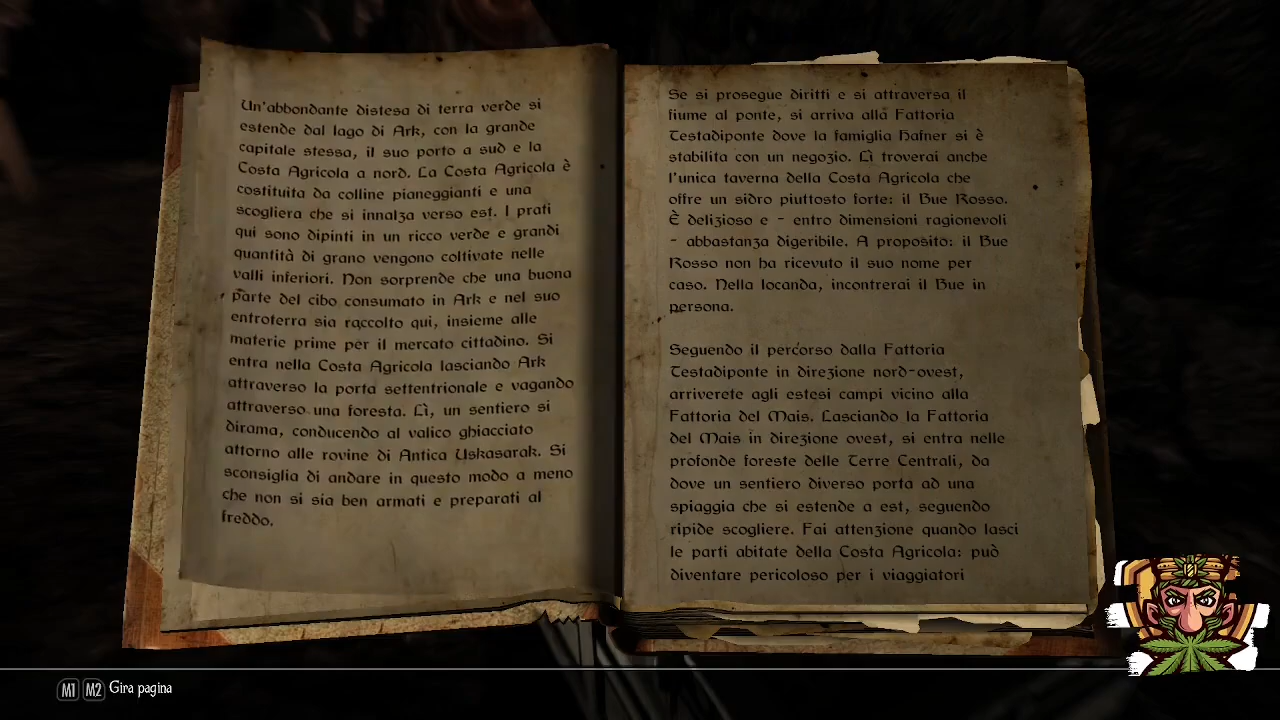 Un'abbondante distesa di terra verde si
estende dal lago di Ark, con la grande
capitale stessa, il suo porto a sud e la
Costa Agricola a nord. La Costa Agricola è
costituita da colline pianeggianti e una
scogliera che si innalza verso est. I prati
qui sono dipinti in un ricco verde e grandi
quantità di grano vengono coltivate nelle
valli inferiori. Non sorprende che una buona
parte del cibo consumato in Ark e nel suo
entroterra sia raccolto qui, insieme alle
materie prime per il mercato cittadino. Si
entra nella Costa Agricola lasciando Ark
attraverso la porta settentrionale e vagando
attraverso una foresta. Lì, un sentiero si
dirama, conducendo al valico ghiacciato
attorno alle rovine di Antica Uskasarak. Si
sconsiglia di andare in questo modo a meno
che non si sia ben armati e preparati al
freddo.
Se si prosegue diritti e si attraversa il
fiume al ponte, si arriva alla Fattoria
Testadiponte dove la famiglia Hafner si è
stabilita con un negozio. Lì troverai anche
l'unica taverna della Costa Agricola che
offre un sidro piuttosto forte: il Bue Rosso.
È delizioso e - entro dimensioni ragionevoli
- abbastanza digeribile. A proposito: il Bue
Rosso non ha ricevuto il suo nome per
caso. Nella locanda, incontrerai il Bue in
persona.
Seguendo il percorso dalla Fattoria
Testadiponte in direzione nord-ovest,
arriverete agli estesi campi vicino alla
Fattoria del Mais. Lasciando la Fattoria
del Mais in direzione ovest, si entra nelle
profonde foreste delle Terre Centrali, da
dove un sentiero diverso porta ad una
spiaggia che si estende a est, seguendo
ripide scogliere. Fai attenzione quando lasci
le parti abitate della Costa Agricola: può
diventare pericoloso per i viaggiatori
M1 M2 Gira pagina